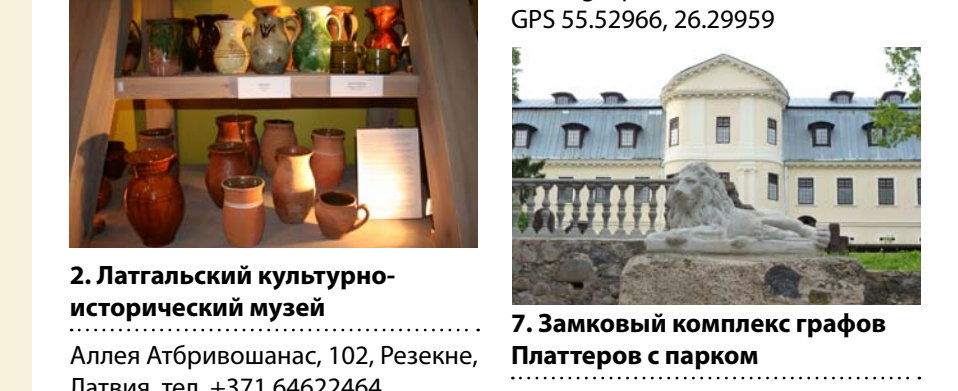 2. Латгальский культурно-
исторический музей
Аллея Атбривошанас, 102, Резекне,
Латвия, тел. +371 64622464
GPS 55.52966, 26.29959
7. Замковый комплекс графов
Платтеров с парком